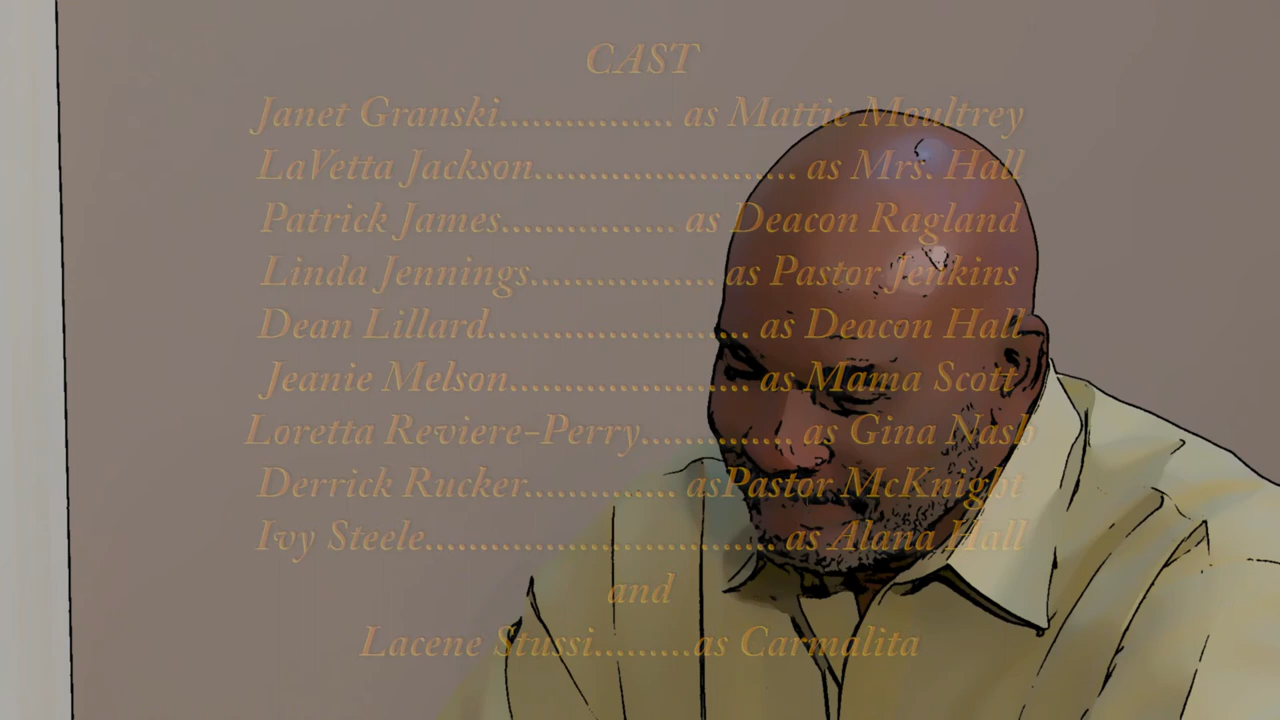 CAST
Janet Granski................ as Mattie Moultrey
LaVetta Jackson........................ as Mrs. Hall
Patrick James................ as Deacon Ragland
Linda Jennings................. as Pastor Jenkins
Dean Lillard........................ as Deacon Hall
Jeanie Melson...................... as Mama Scott
Loretta Reviere-Perry.............. as Gina Nash
Derrick Rucker.............. asPastor McKnight
Ivy Steele................................ as Alana Hall
and
Lacene Stussi.........as Carmalita